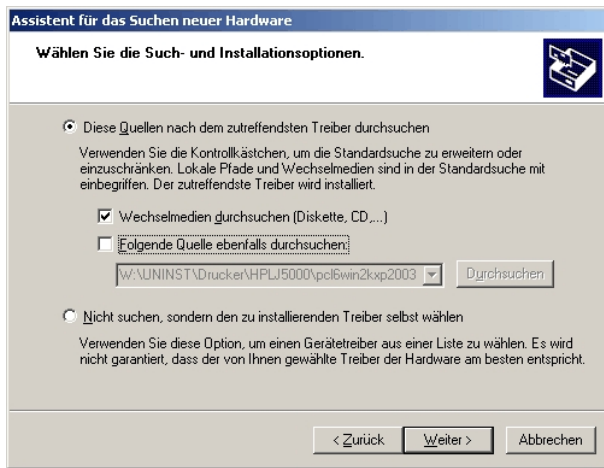 Assistent für das Suchen neuer Hardware
Wählen Sie die Such- und Installationsoptionen.
Diese Quellen nach dem zutreffendsten Treiber durchsuchen
Verwenden Sie die Kontrollkästchen, um die Standardsuche zu erweitern oder
einzuschränken. Lokale Pfade und Wechselmedien sind in der Standardsuche mit
einbegriffen. Der zutreffendste Treiber wird installiert.
Wechselmedien durchsuchen (Diskette, CD,...)
Folgende Quelle ebenfalls durchsuchen:
W:\UNINST\Drucker\HPLJ5000\pcl6win2kxp2003 Durchsuchen
Nicht suchen, sondern den zu installierenden Treiber selbst wählen
Verwenden Sie diese Option, um einen Gerätetreiber aus einer Liste zu wählen. Es wird
nicht garantiert, dass der von Ihnen gewählte Treiber der Hardware am besten entspricht.
< Zurück Weiter > Abbrechen